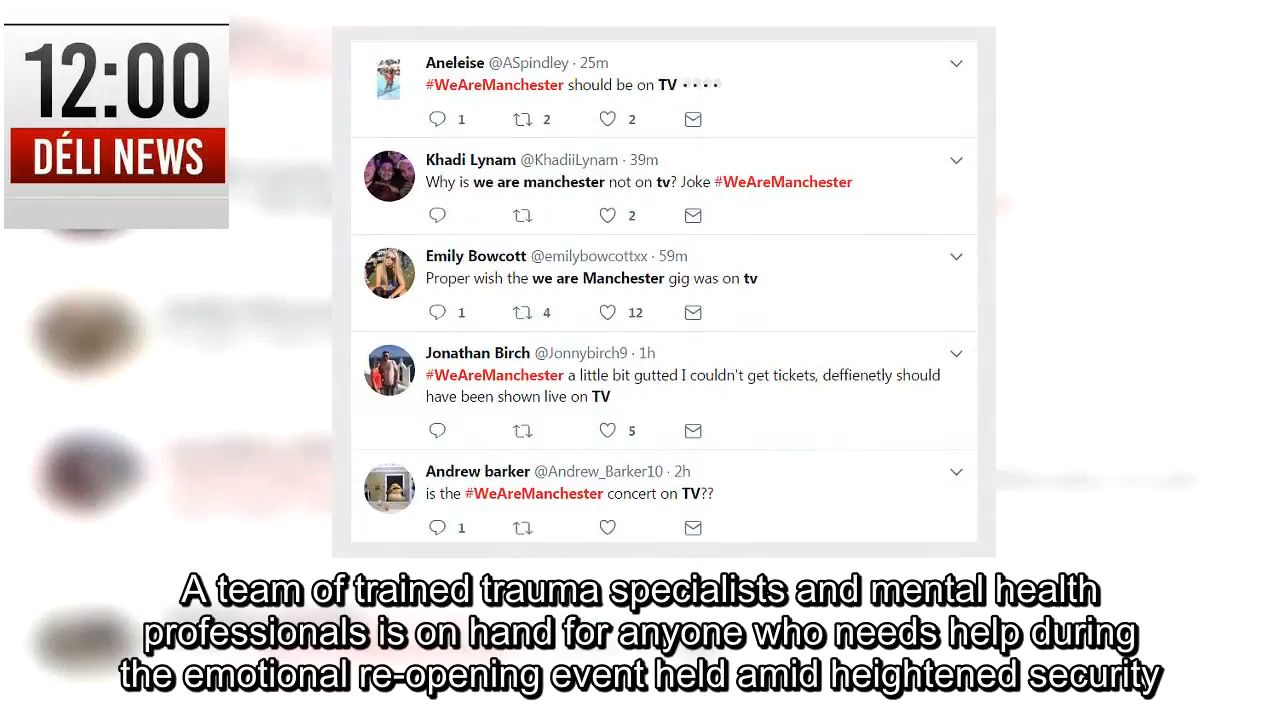 12:00
DÉLI NEWS
Aneleise @ASpindley · 25m
#WeAreManchester should be on TV
1 2 2
Khadi Lynam @KhadiiLynam · 39m
Why is we are manchester not on tv? Joke #WeAreManchester
2
Emily Bowcott @emilybowcottxx · 59m
Proper wish the we are Manchester gig was on tv
1 4 12
Jonathan Birch @Jonnybirch9 · 1h
#WeAreManchester a little bit gutted I couldn't get tickets, deffienetly should
have been shown live on TV
5
Andrew barker @Andrew_Barker10 · 2h
is the #WeAreManchester concert on TV??
1
A team of trained trauma specialists and mental health
professionals is on hand for anyone who needs help during
the emotional re-opening event held amid heightened security